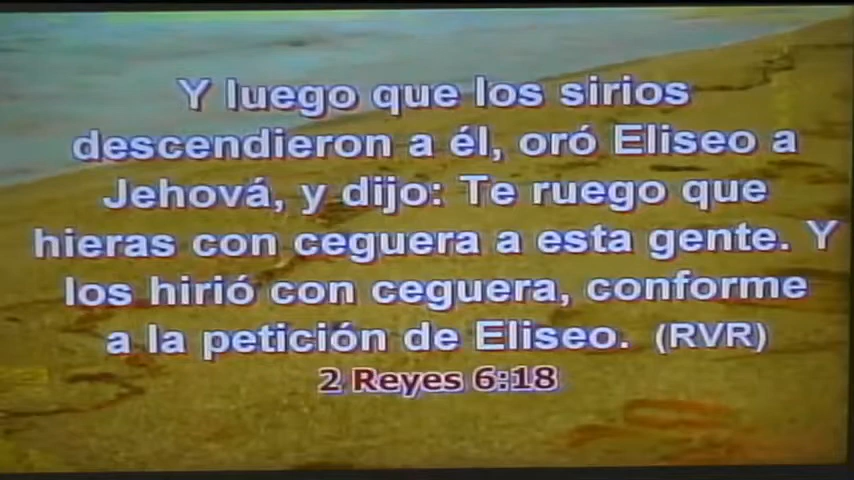 Y luego que los sirios
descendieron a él, oró Eliseo a
Jehová, y dijo: Te ruego que
hieras con ceguera a esta gente. Y
los hirió con ceguera, conforme
a la petición de Eliseo. (RVR)
2 Reyes 6:18